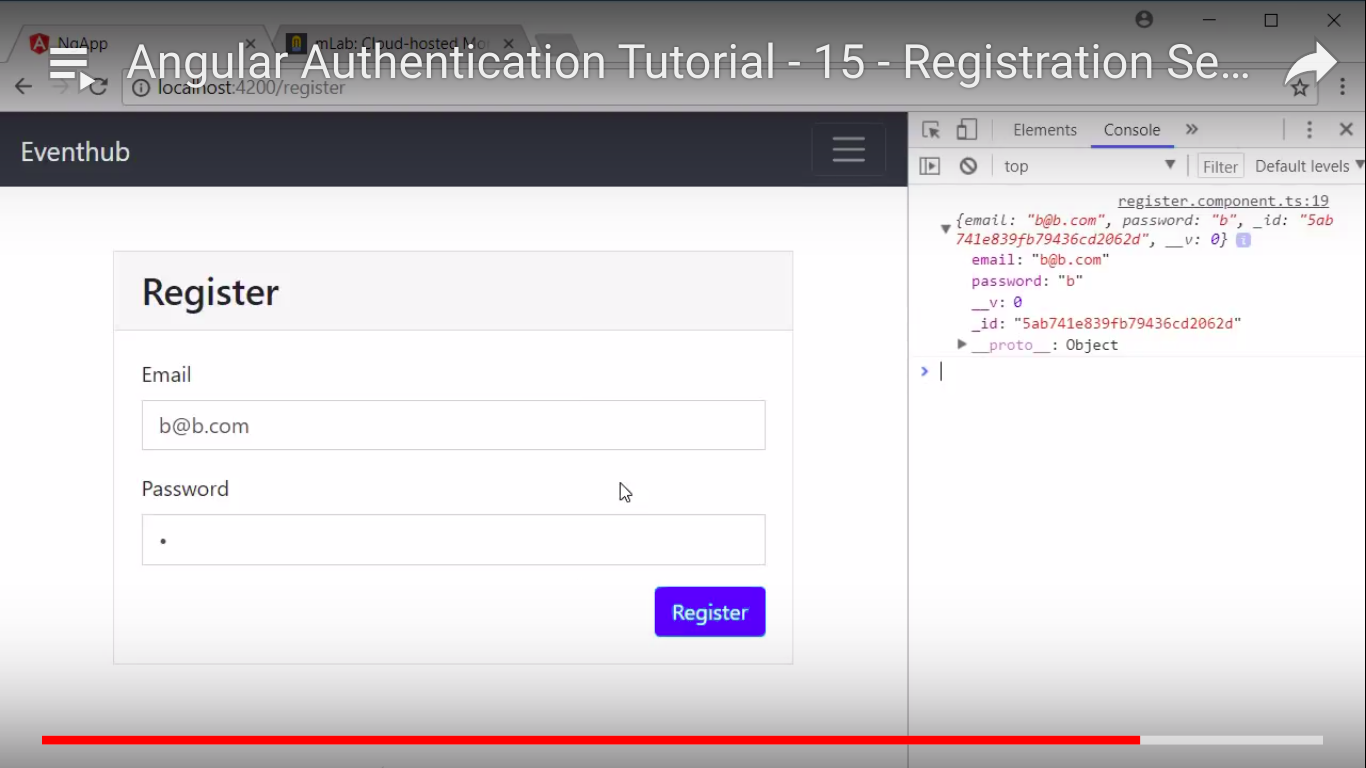 NgApp
mLab: Cloud-hosted Mo
Angular Authentication Tutorial - 15 - Registration Se...
localhost:4200/register
Eventhub
Elements Console »
top Filter Default levels
register.component.ts:19
{email: "b@b.com", password: "b", _id: "5ab
741e839fb79436cd2062d", __v: 0}
email: "b@b.com"
password: "b"
__v: 0
_id: "5ab741e839fb79436cd2062d"
__proto__: Object
Register
Email
b@b.com
Password
•
Register